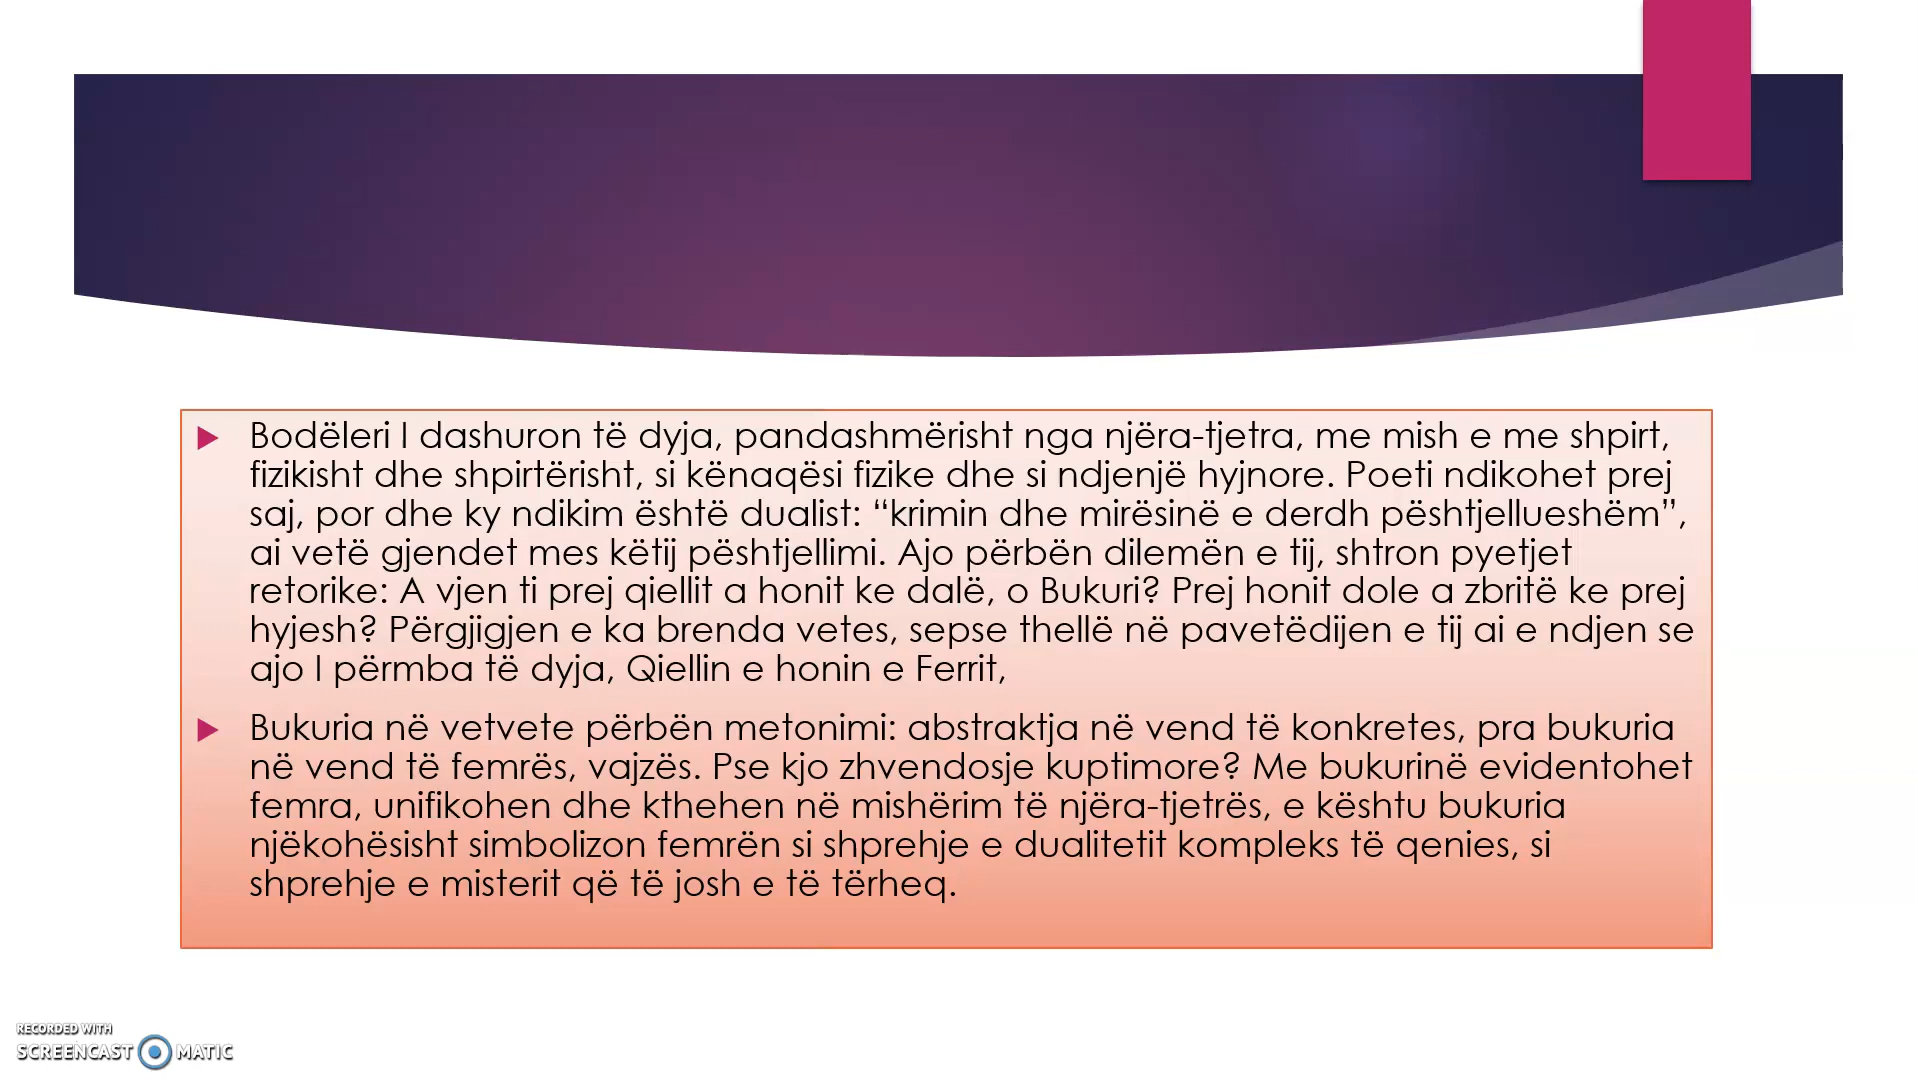 Bodëleri I dashuron të dyja, pandashmërisht nga njëra-tjetra, me mish e me shpirt,
fizikisht dhe shpirtërisht, si kënaqësi fizike dhe si ndjenjë hyjnore. Poeti ndikohet prej
saj, por dhe ky ndikim është dualist: “krimin dhe mirësinë e derdh pështjellueshëm”,
ai vetë gjendet mes këtij pështjellimi. Ajo përbën dilemën e tij, shtron pyetjet
retorike: A vjen ti prej qiellit a honit ke dalë, o Bukuri? Prej honit dole a zbritë ke prej
hyjesh? Përgjigjen e ka brenda vetes, sepse thellë në pavetëdijen e tij ai e ndjen se
ajo I përmba të dyja, Qiellin e honin e Ferrit,
Bukuria në vetvete përbën metonimi: abstraktja në vend të konkretes, pra bukuria
në vend të femrës, vajzës. Pse kjo zhvendosje kuptimore? Me bukurinë evidentohet
femra, unifikohen dhe kthehen në mishërim të njëra-tjetrës, e kështu bukuria
njëkohësisht simbolizon femrën si shprehje e dualitetit kompleks të qenies, si
shprehje e misterit që të josh e të tërheq.
RECORDED WITH
SCREENCAST MATIC